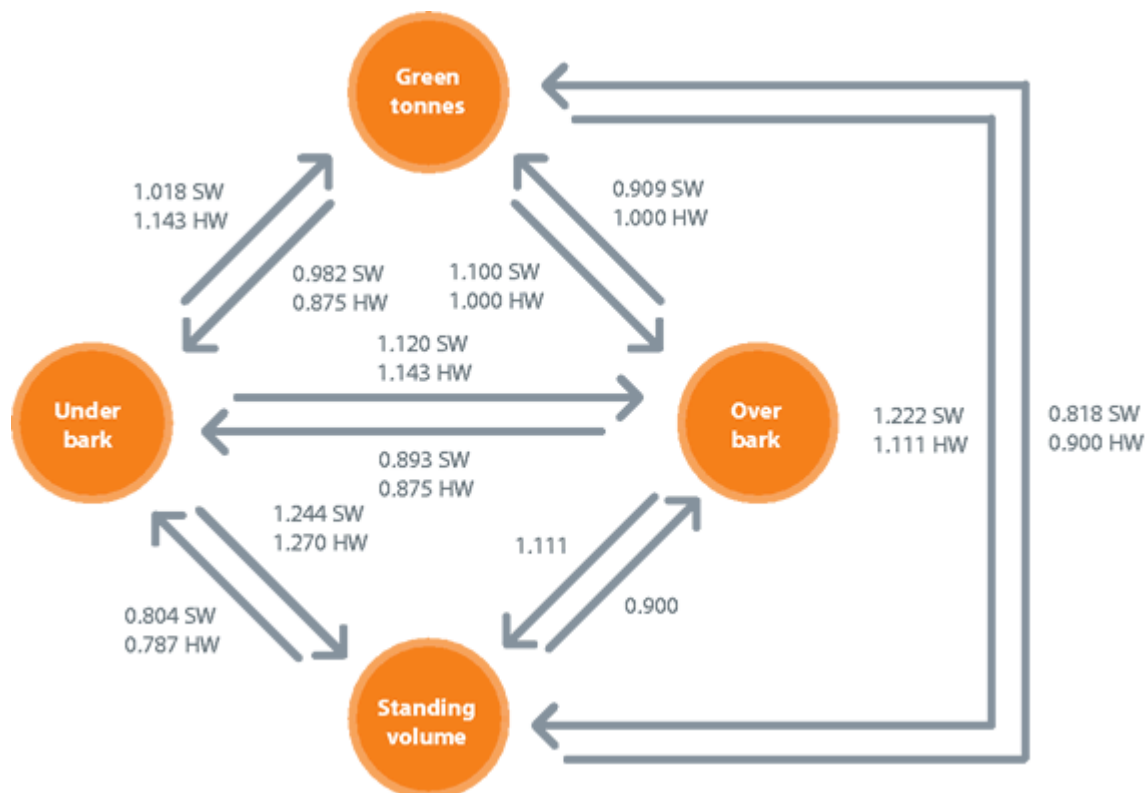 Green
tonnes
1.018 SW
1.143 HW
0.909 SW
1.000 HW
0.982 SW
0.875 HW
1.100 SW
1.000 HW
1.120 SW
1.143 HW
Under
bark
Over
bark
1.222 SW
1.111 HW
0.818 SW
0.900 HW
0.893 SW
0.875 HW
1.244 SW
1.270 HW
1.111
0.900
0.804 SW
0.787 HW
Standing
volume